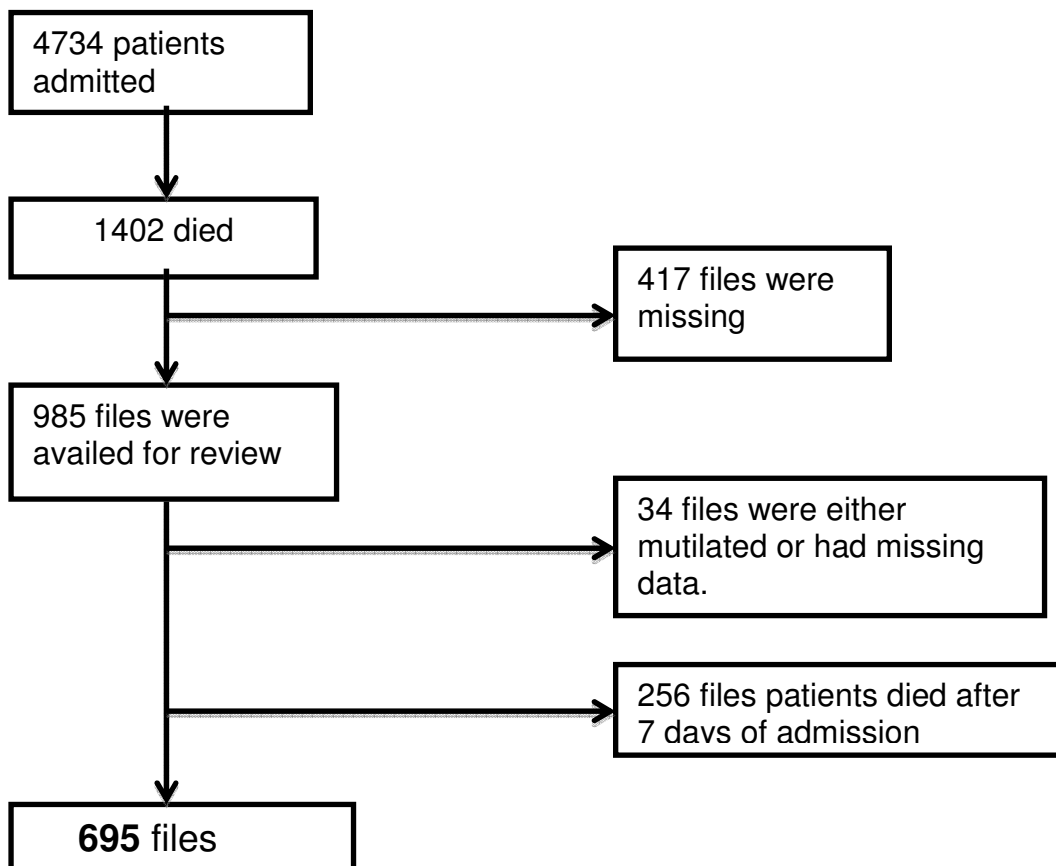 4734 patients
admitted
1402 died
417 files were
missing
985 files were
availed for review
34 files were either
mutilated or had missing
data.
256 files patients died after
7 days of admission
695 files